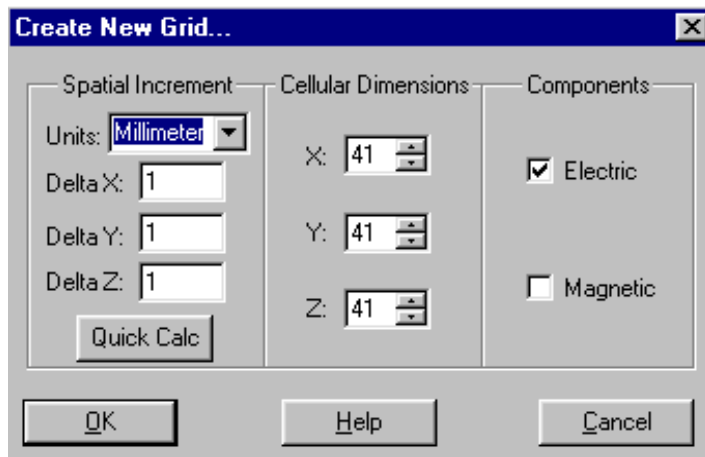 Create New Grid...
Spatial Increment
Units: Millimeter
Delta X: 1
Delta Y: 1
Delta Z: 1
Quick Calc
Cellular Dimensions
X: 41
Y: 41
Z: 41
Components
Electric
Magnetic
OK
Help
Cancel